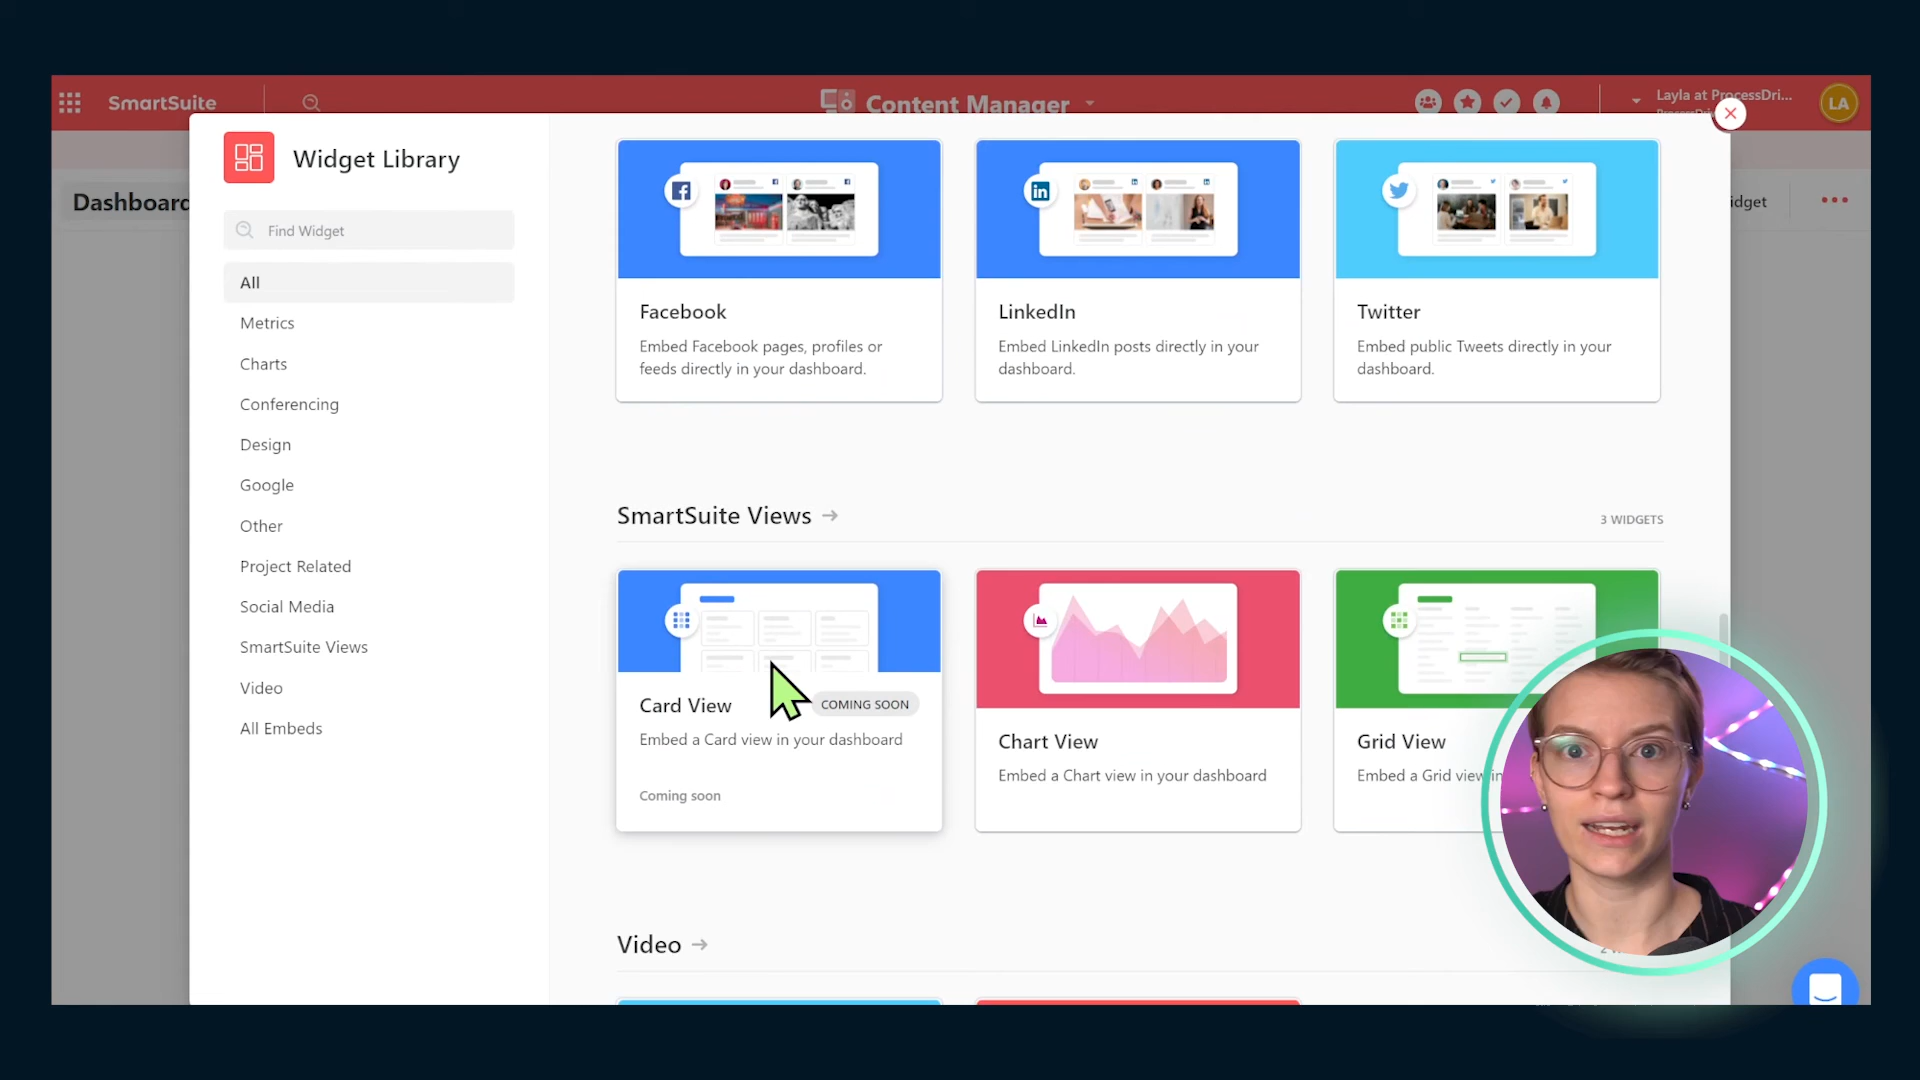 SmartSuite
Content Manager
Layla at ProcessDri...
LA
Dashboard
Widget Library
Find Widget
All
Metrics
Charts
Conferencing
Design
Google
Other
Project Related
Social Media
SmartSuite Views
Video
All Embeds
Facebook
Embed Facebook pages, profiles or
feeds directly in your dashboard.
LinkedIn
Embed LinkedIn posts directly in your
dashboard.
Twitter
Embed public Tweets directly in your
dashboard.
SmartSuite Views →
3 WIDGETS
Card View
COMING SOON
Embed a Card view in your dashboard
Coming soon
Chart View
Embed a Chart view in your dashboard
Grid View
Embed a Grid view in
Video →